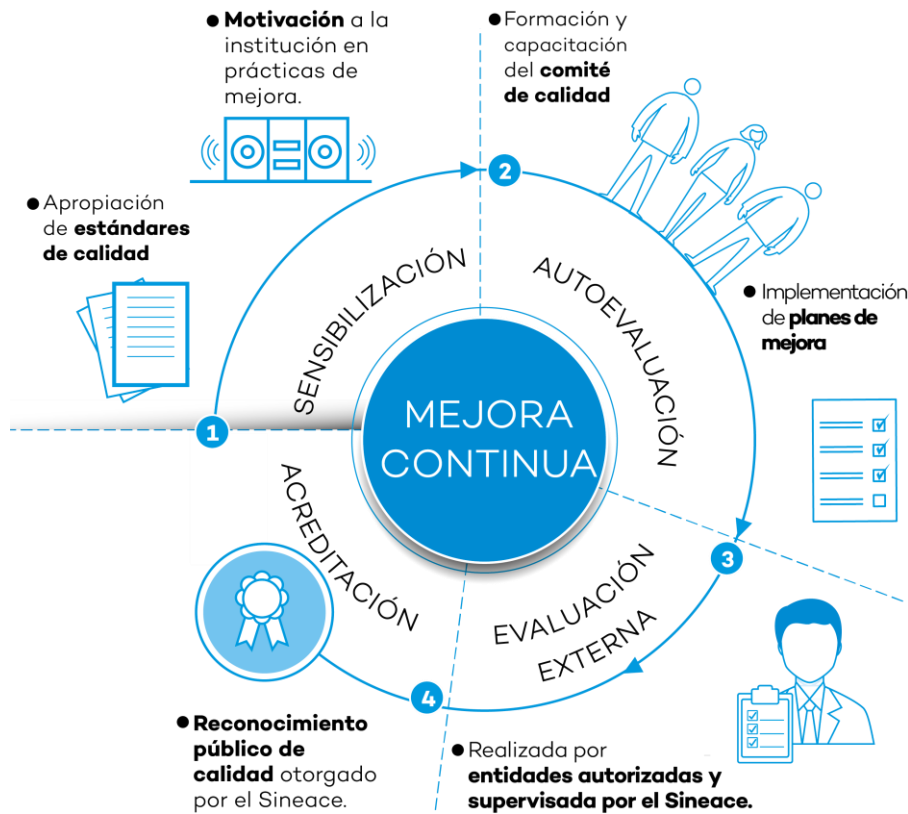 ● Motivación a la
institución en
prácticas de
mejora.
● Formación y
capacitación
del comité
de calidad
● Apropiación
de estándares
de calidad
2
SENSIBILIZACIÓN
AUTOEVALUACIÓN
● Implementación
de planes de
mejora
1
MEJORA
CONTINUA
ACREDITACIÓN
EVALUACIÓN
EXTERNA
3
4
● Reconocimiento
público de
calidad otorgado
por el Sineace.
● Realizada por
entidades autorizadas y
supervisada por el Sineace.